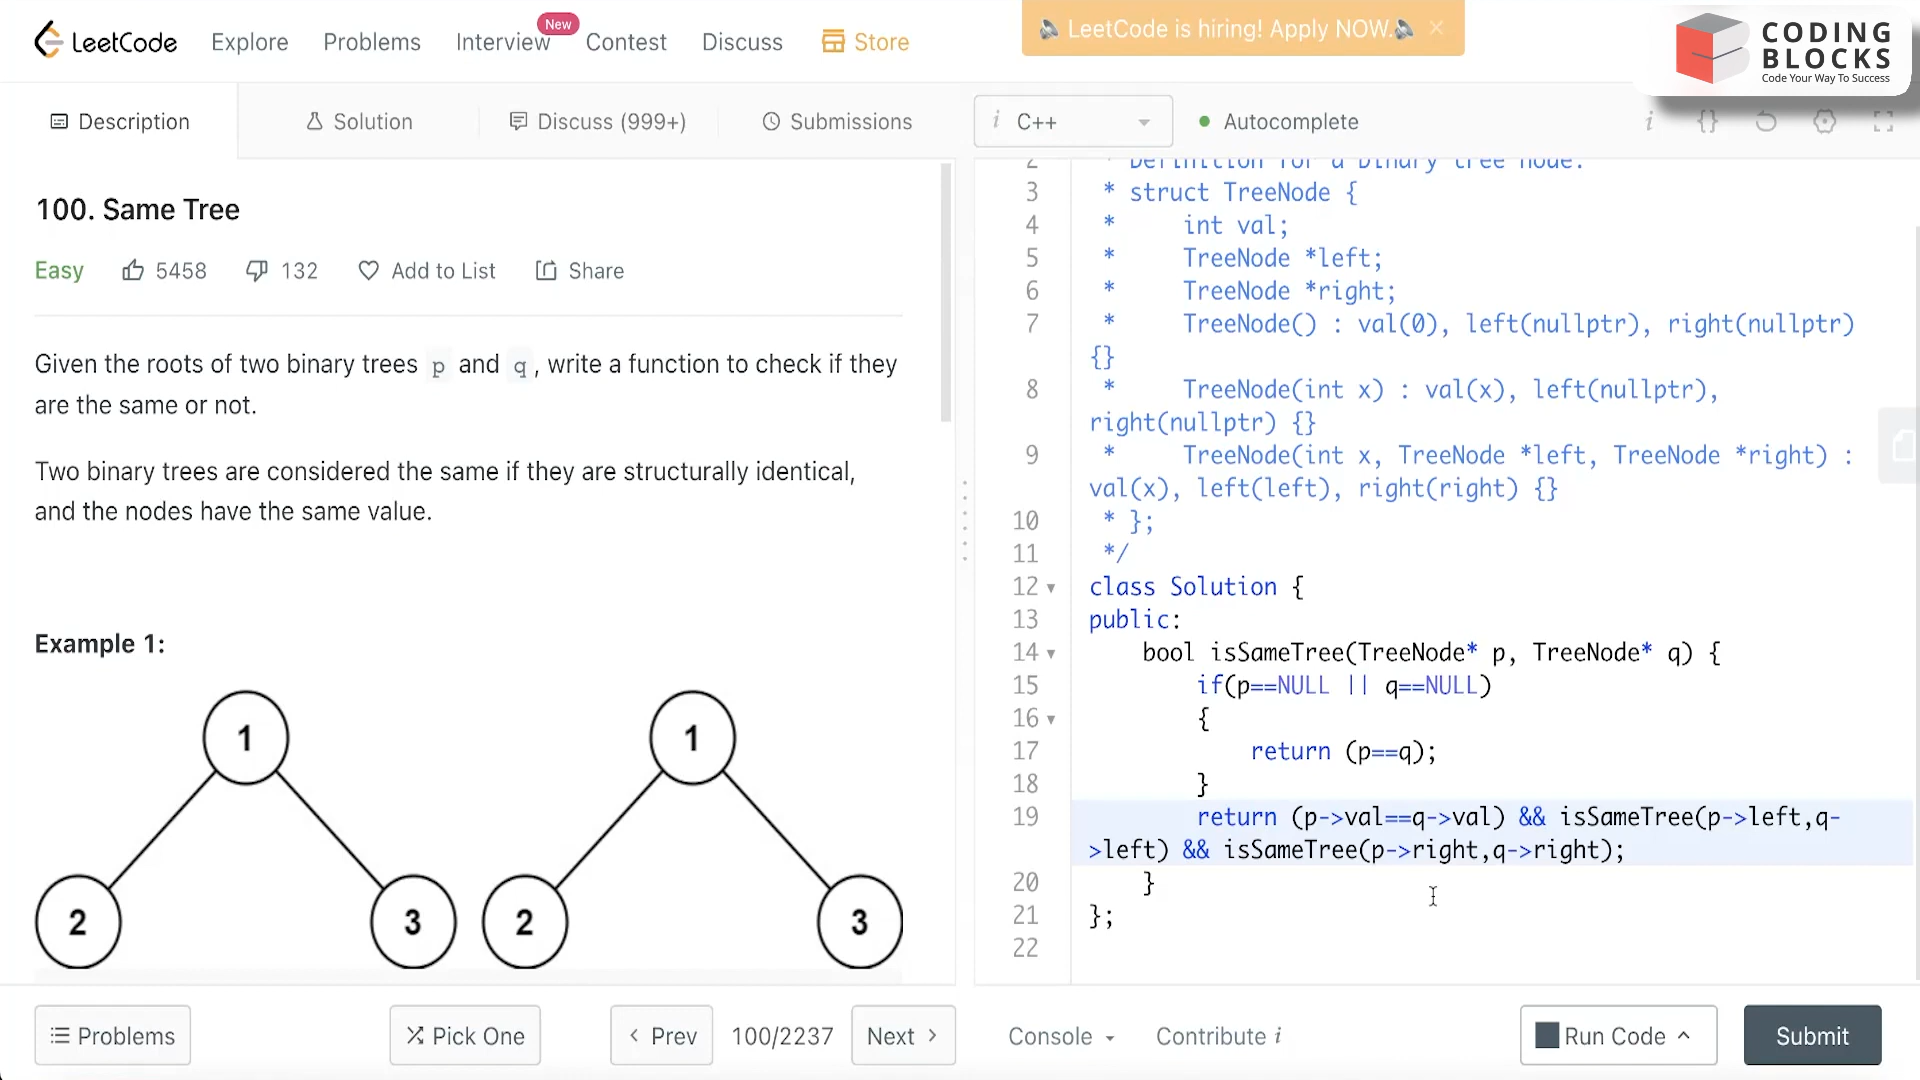 LeetCode Explore Problems Interview New Contest Discuss Store
LeetCode is hiring! Apply NOW.
CODING
BLOCKS
Code Your Way To Success
Description Solution Discuss (999+) Submissions
i C++ Autocomplete
i {}
100. Same Tree
Easy 5458 132 Add to List Share
Given the roots of two binary trees p and q, write a function to check if they
are the same or not.
Two binary trees are considered the same if they are structurally identical,
and the nodes have the same value.
Example 1:
1 1
2 3 2 3
2 * Definition for a binary tree node.
3 * struct TreeNode {
4 * int val;
5 * TreeNode *left;
6 * TreeNode *right;
7 * TreeNode() : val(0), left(nullptr), right(nullptr)
{}
8 * TreeNode(int x) : val(x), left(nullptr),
right(nullptr) {}
9 * TreeNode(int x, TreeNode *left, TreeNode *right) :
val(x), left(left), right(right) {}
10 * };
11 */
12 class Solution {
13 public:
14 bool isSameTree(TreeNode* p, TreeNode* q) {
15 if(p==NULL || q==NULL)
16 {
17 return (p==q);
18 }
19 return (p->val==q->val) && isSameTree(p->left,q-
>left) && isSameTree(p->right,q->right);
20 }
21 };
22
Problems Pick One Prev 100/2237 Next Console Contribute i Run Code Submit